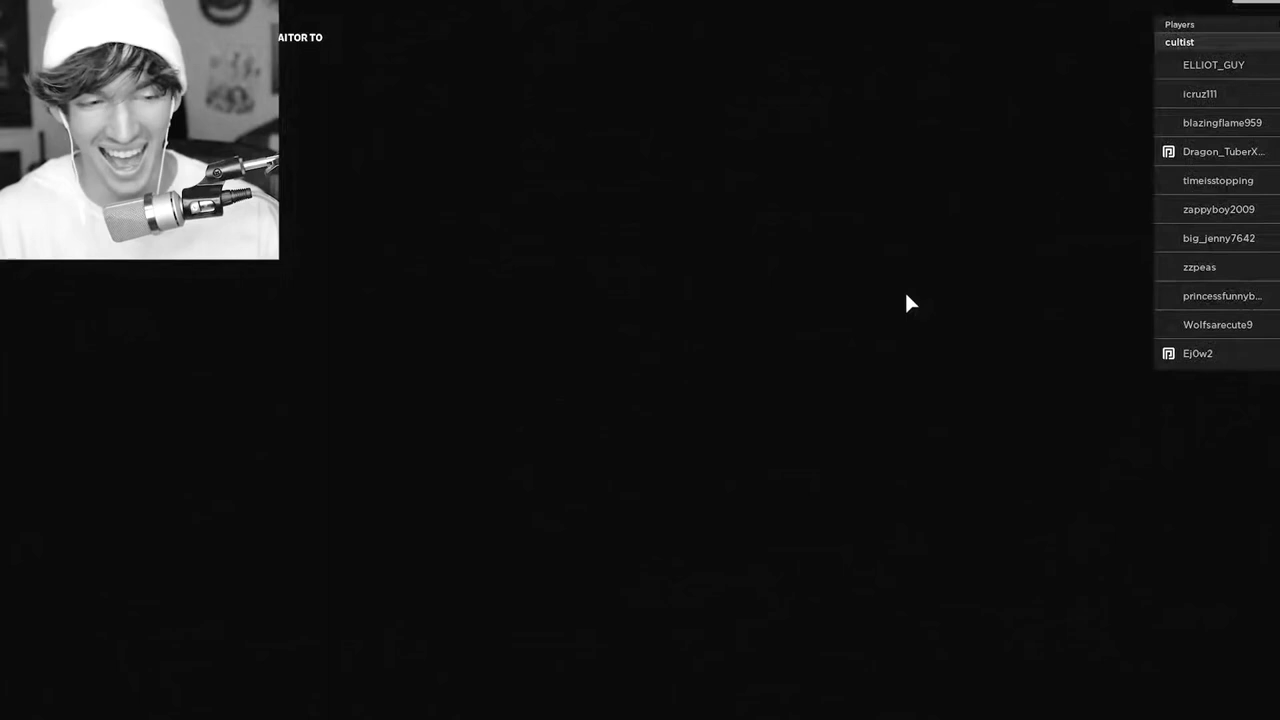 AITOR TO
Players
cultist
ELLIOT_GUY
icruz111
blazingflame959
Dragon_TuberX...
timeisstopping
zappyboy2009
big_jenny7642
zzpeas
princessfunnyb...
Wolfsarecute9
Ej0w2